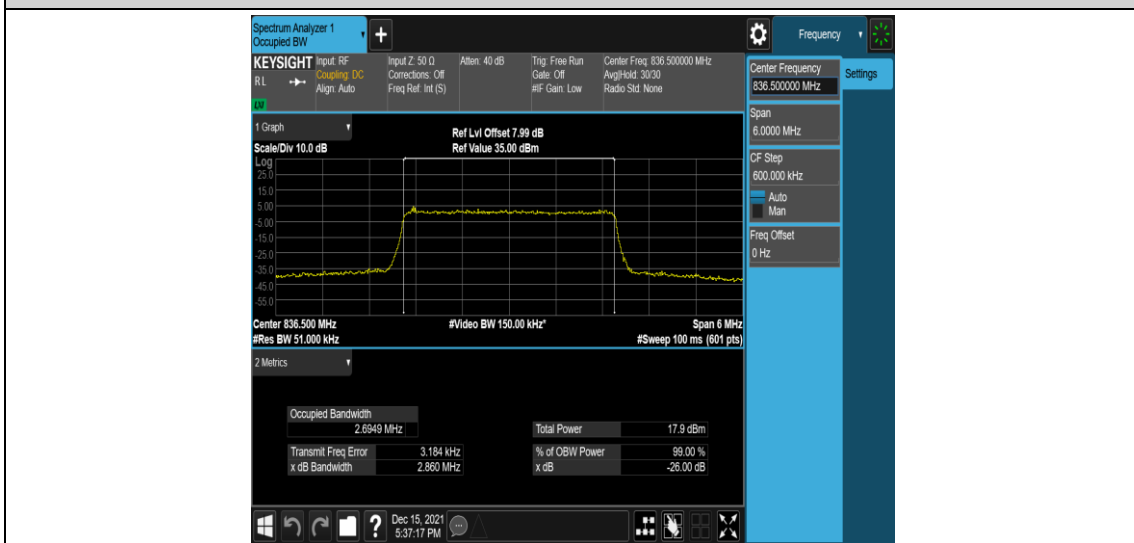 Spectrum Analyzer 1
Occupied BW
Frequency
KEYSIGHT
RL
LXI
Input: RF
Coupling: DC
Align: Auto
Input Z: 50 Ω
Corrections: Off
Freq Ref: Int (S)
Atten: 40 dB
Trig: Free Run
Gate: Off
#IF Gain: Low
Center Freq: 836.500000 MHz
Avg|Hold: 30/30
Radio Std: None
Center Frequency
836.500000 MHz
Settings
Span
6.0000 MHz
CF Step
600.000 kHz
Auto
Man
Freq Offset
0 Hz
1 Graph
Scale/Div 10.0 dB
Ref Lvl Offset 7.99 dB
Ref Value 35.00 dBm
Log
25.0
15.0
5.00
-5.00
-15.0
-25.0
-35.0
-45.0
-55.0
Center 836.500 MHz
#Res BW 51.000 kHz
#Video BW 150.00 kHz*
Span 6 MHz
#Sweep 100 ms (601 pts)
2 Metrics
Occupied Bandwidth
2.6949 MHz
Total Power 17.9 dBm
Transmit Freq Error 3.184 kHz
% of OBW Power 99.00 %
x dB Bandwidth 2.860 MHz
x dB -26.00 dB
?
Dec 15, 2021
5:37:17 PM